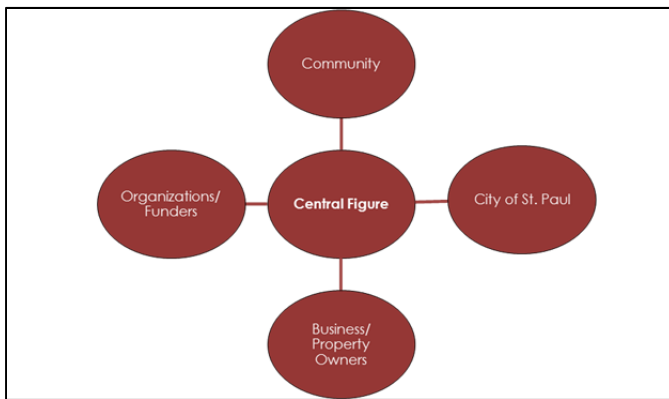 Community
Organizations/
Funders
Central Figure
City of St. Paul
Business/
Property
Owners